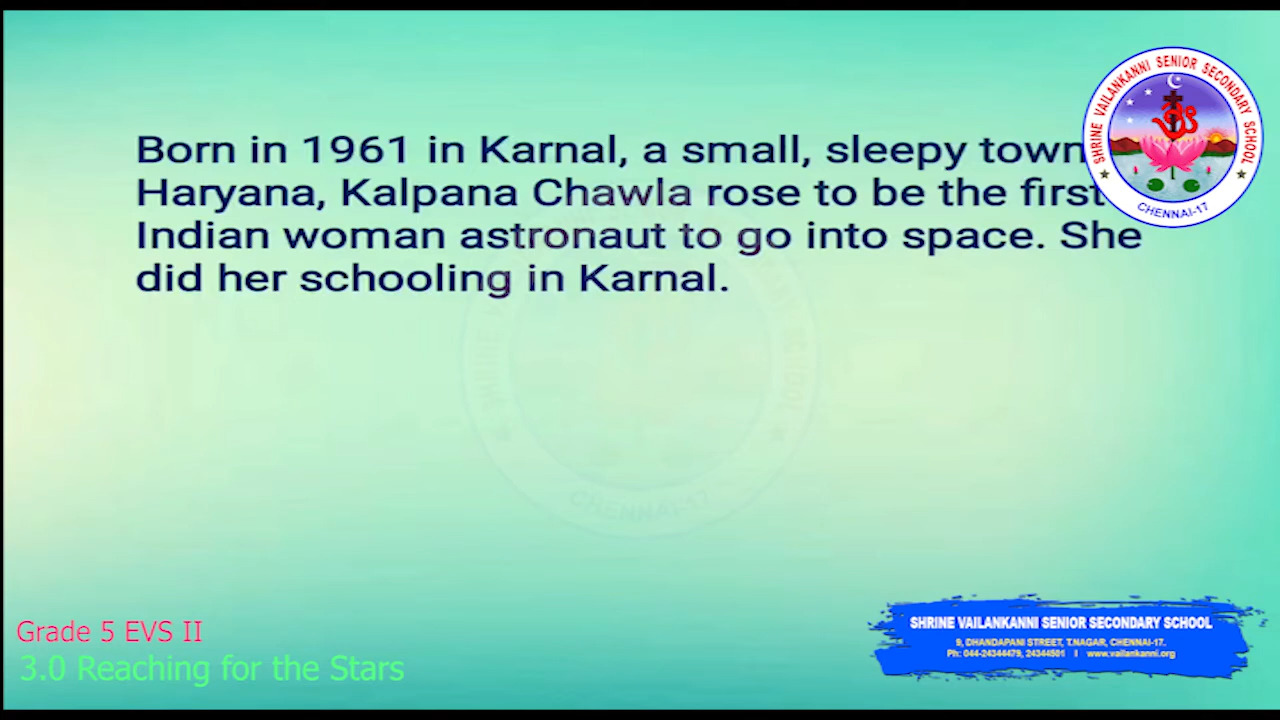 Born in 1961 in Karnal, a small, sleepy town
Haryana, Kalpana Chawla rose to be the first
Indian woman astronaut to go into space. She
did her schooling in Karnal.
SHRINE VAILANKANNI SENIOR SECONDARY SCHOOL
CHENNAI-17
CHENNAI-17
Grade 5 EVS II
3.0 Reaching for the Stars
SHRINE VAILANKANNI SENIOR SECONDARY SCHOOL
9, DHANDAPANI STREET, T.NAGAR, CHENNAI-17.
Ph: 044-24344479, 24344501 I www.vailankanni.org